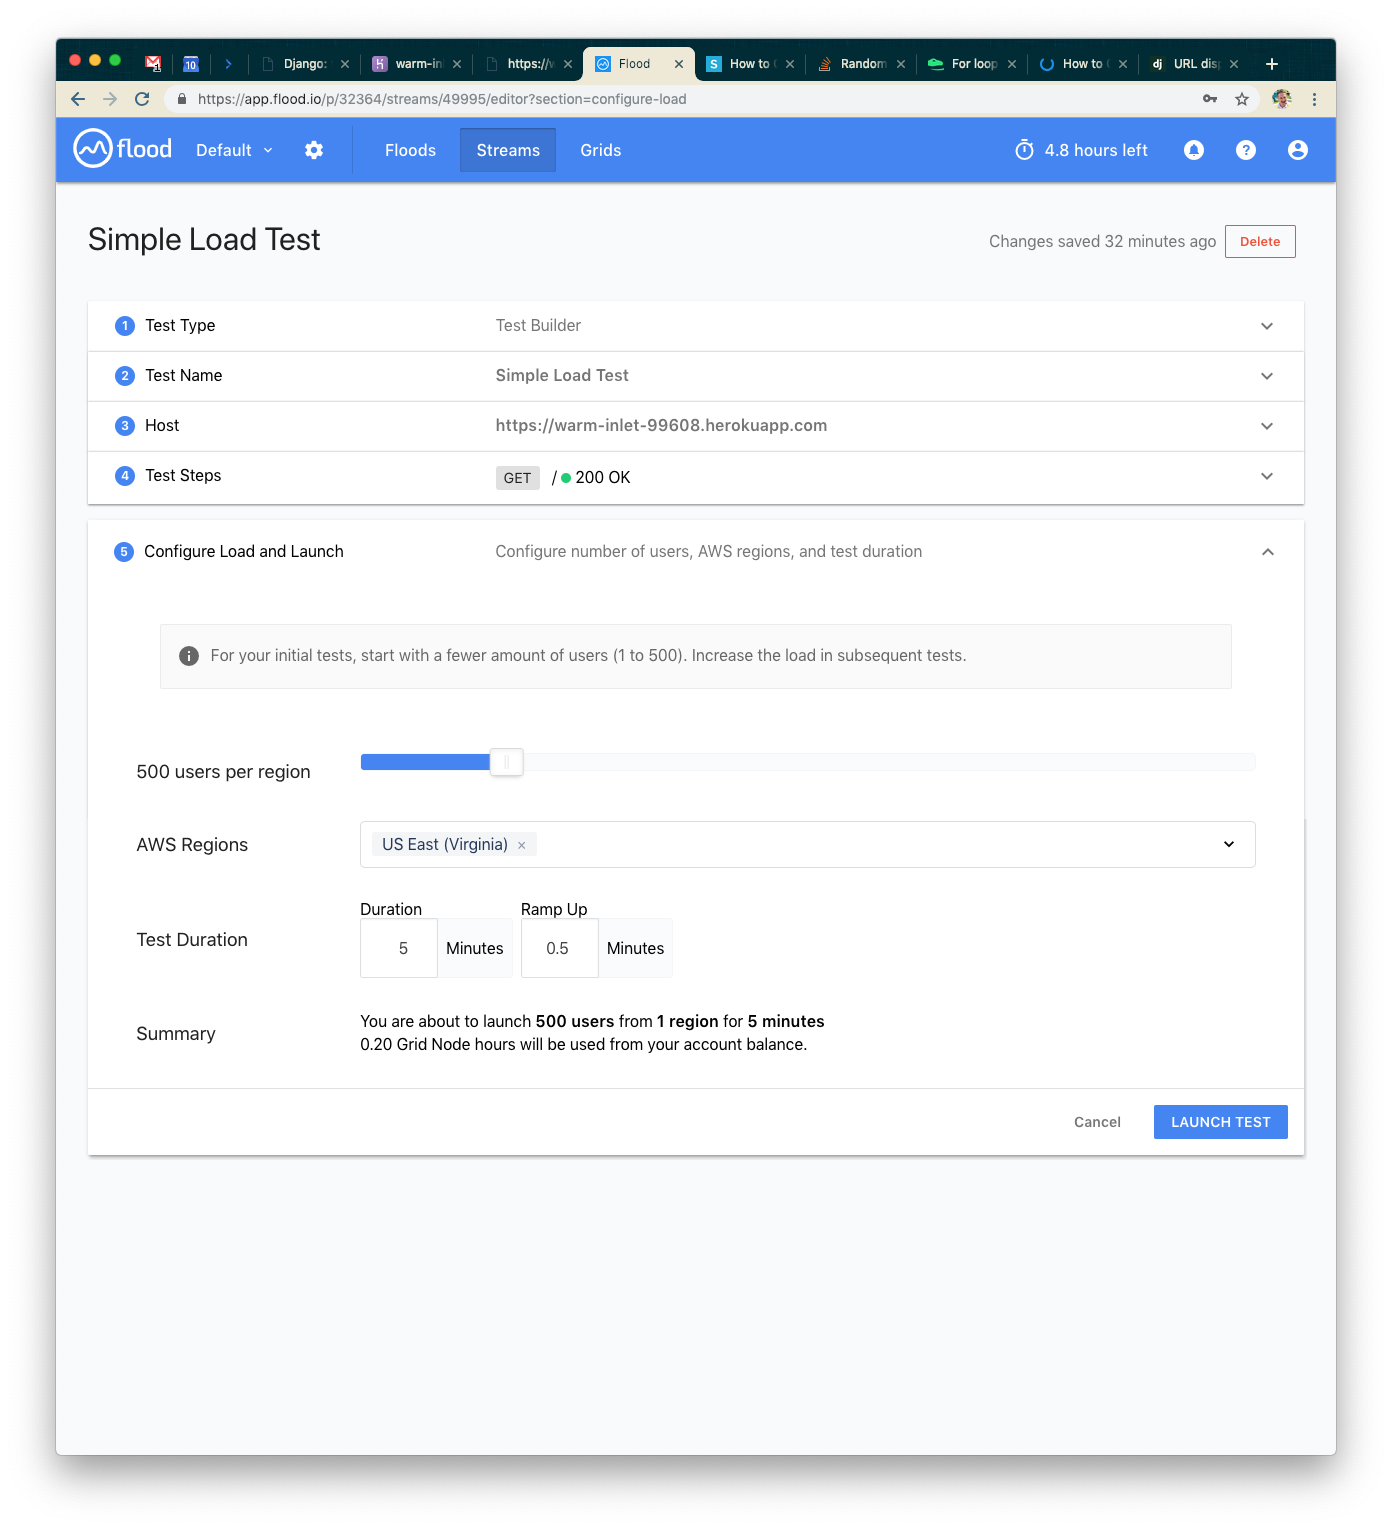 1
10
Django:
warm-in
https://w
Flood
S
How to
Random
For loop
How to
dj
URL dis
https://app.flood.io/p/32364/streams/49995/editor?section=configure-load
flood
Default
Floods
Streams
Grids
4.8 hours left
?
Simple Load Test
Changes saved 32 minutes ago
Delete
1 Test Type Test Builder
2 Test Name Simple Load Test
3 Host https://warm-inlet-99608.herokuapp.com
4 Test Steps GET / 200 OK
5 Configure Load and Launch Configure number of users, AWS regions, and test duration
For your initial tests, start with a fewer amount of users (1 to 500). Increase the load in subsequent tests.
500 users per region
AWS Regions US East (Virginia) ×
Duration Ramp Up
Test Duration 5 Minutes 0.5 Minutes
You are about to launch 500 users from 1 region for 5 minutes
Summary
0.20 Grid Node hours will be used from your account balance.
Cancel LAUNCH TEST